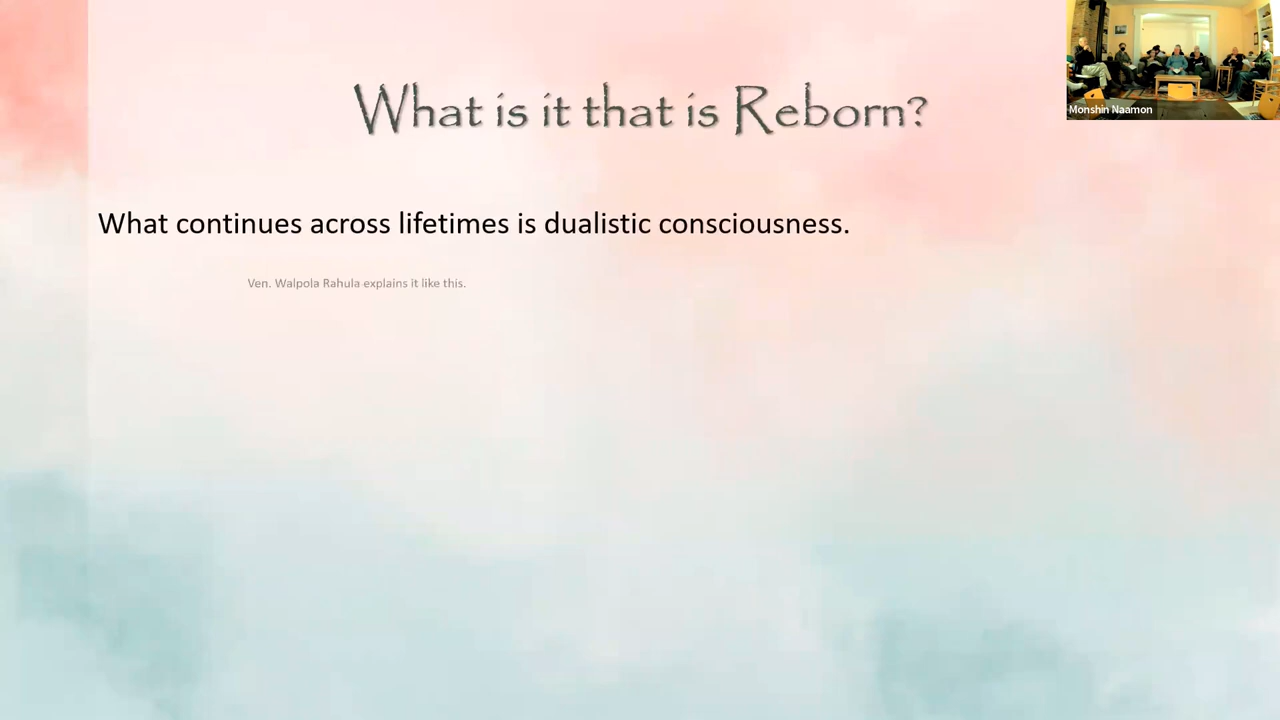 What is it that is Reborn?
Monshin Naamon
What continues across lifetimes is dualistic consciousness.
Ven. Walpola Rahula explains it like this.